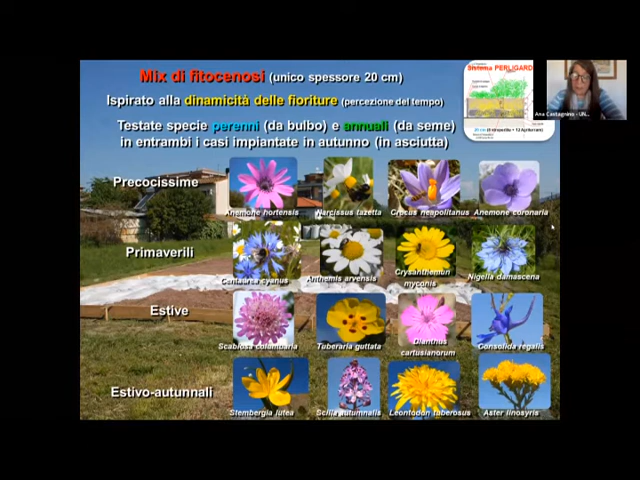 Mix di fitocenosi (unico spessore 20 cm)
Ispirato alla dinamicità delle fioriture (percezione del tempo)
Testate specie perenni (da bulbo) e annuali (da seme)
in entrambi i casi impiantate in autunno (in asciutta)
Sistema PERLIGARD
Ana Castagnino - UN...
Precocissime
Anemone hortensis
Narcissus tazetta
Crocus neapolitanus
Anemone coronaria
Primaverili
Centaurea cyanus
Anthemis arvensis
Crysanthemun
myconis
Nigella damascena
Estive
Scabiosa columbaria
Tuberaria guttata
Dianthus
cartusianorum
Consolida regalis
Estivo-autunnali
Stembergia lutea
Scilla autumnalis
Leontodon tuberosus
Aster linosyris